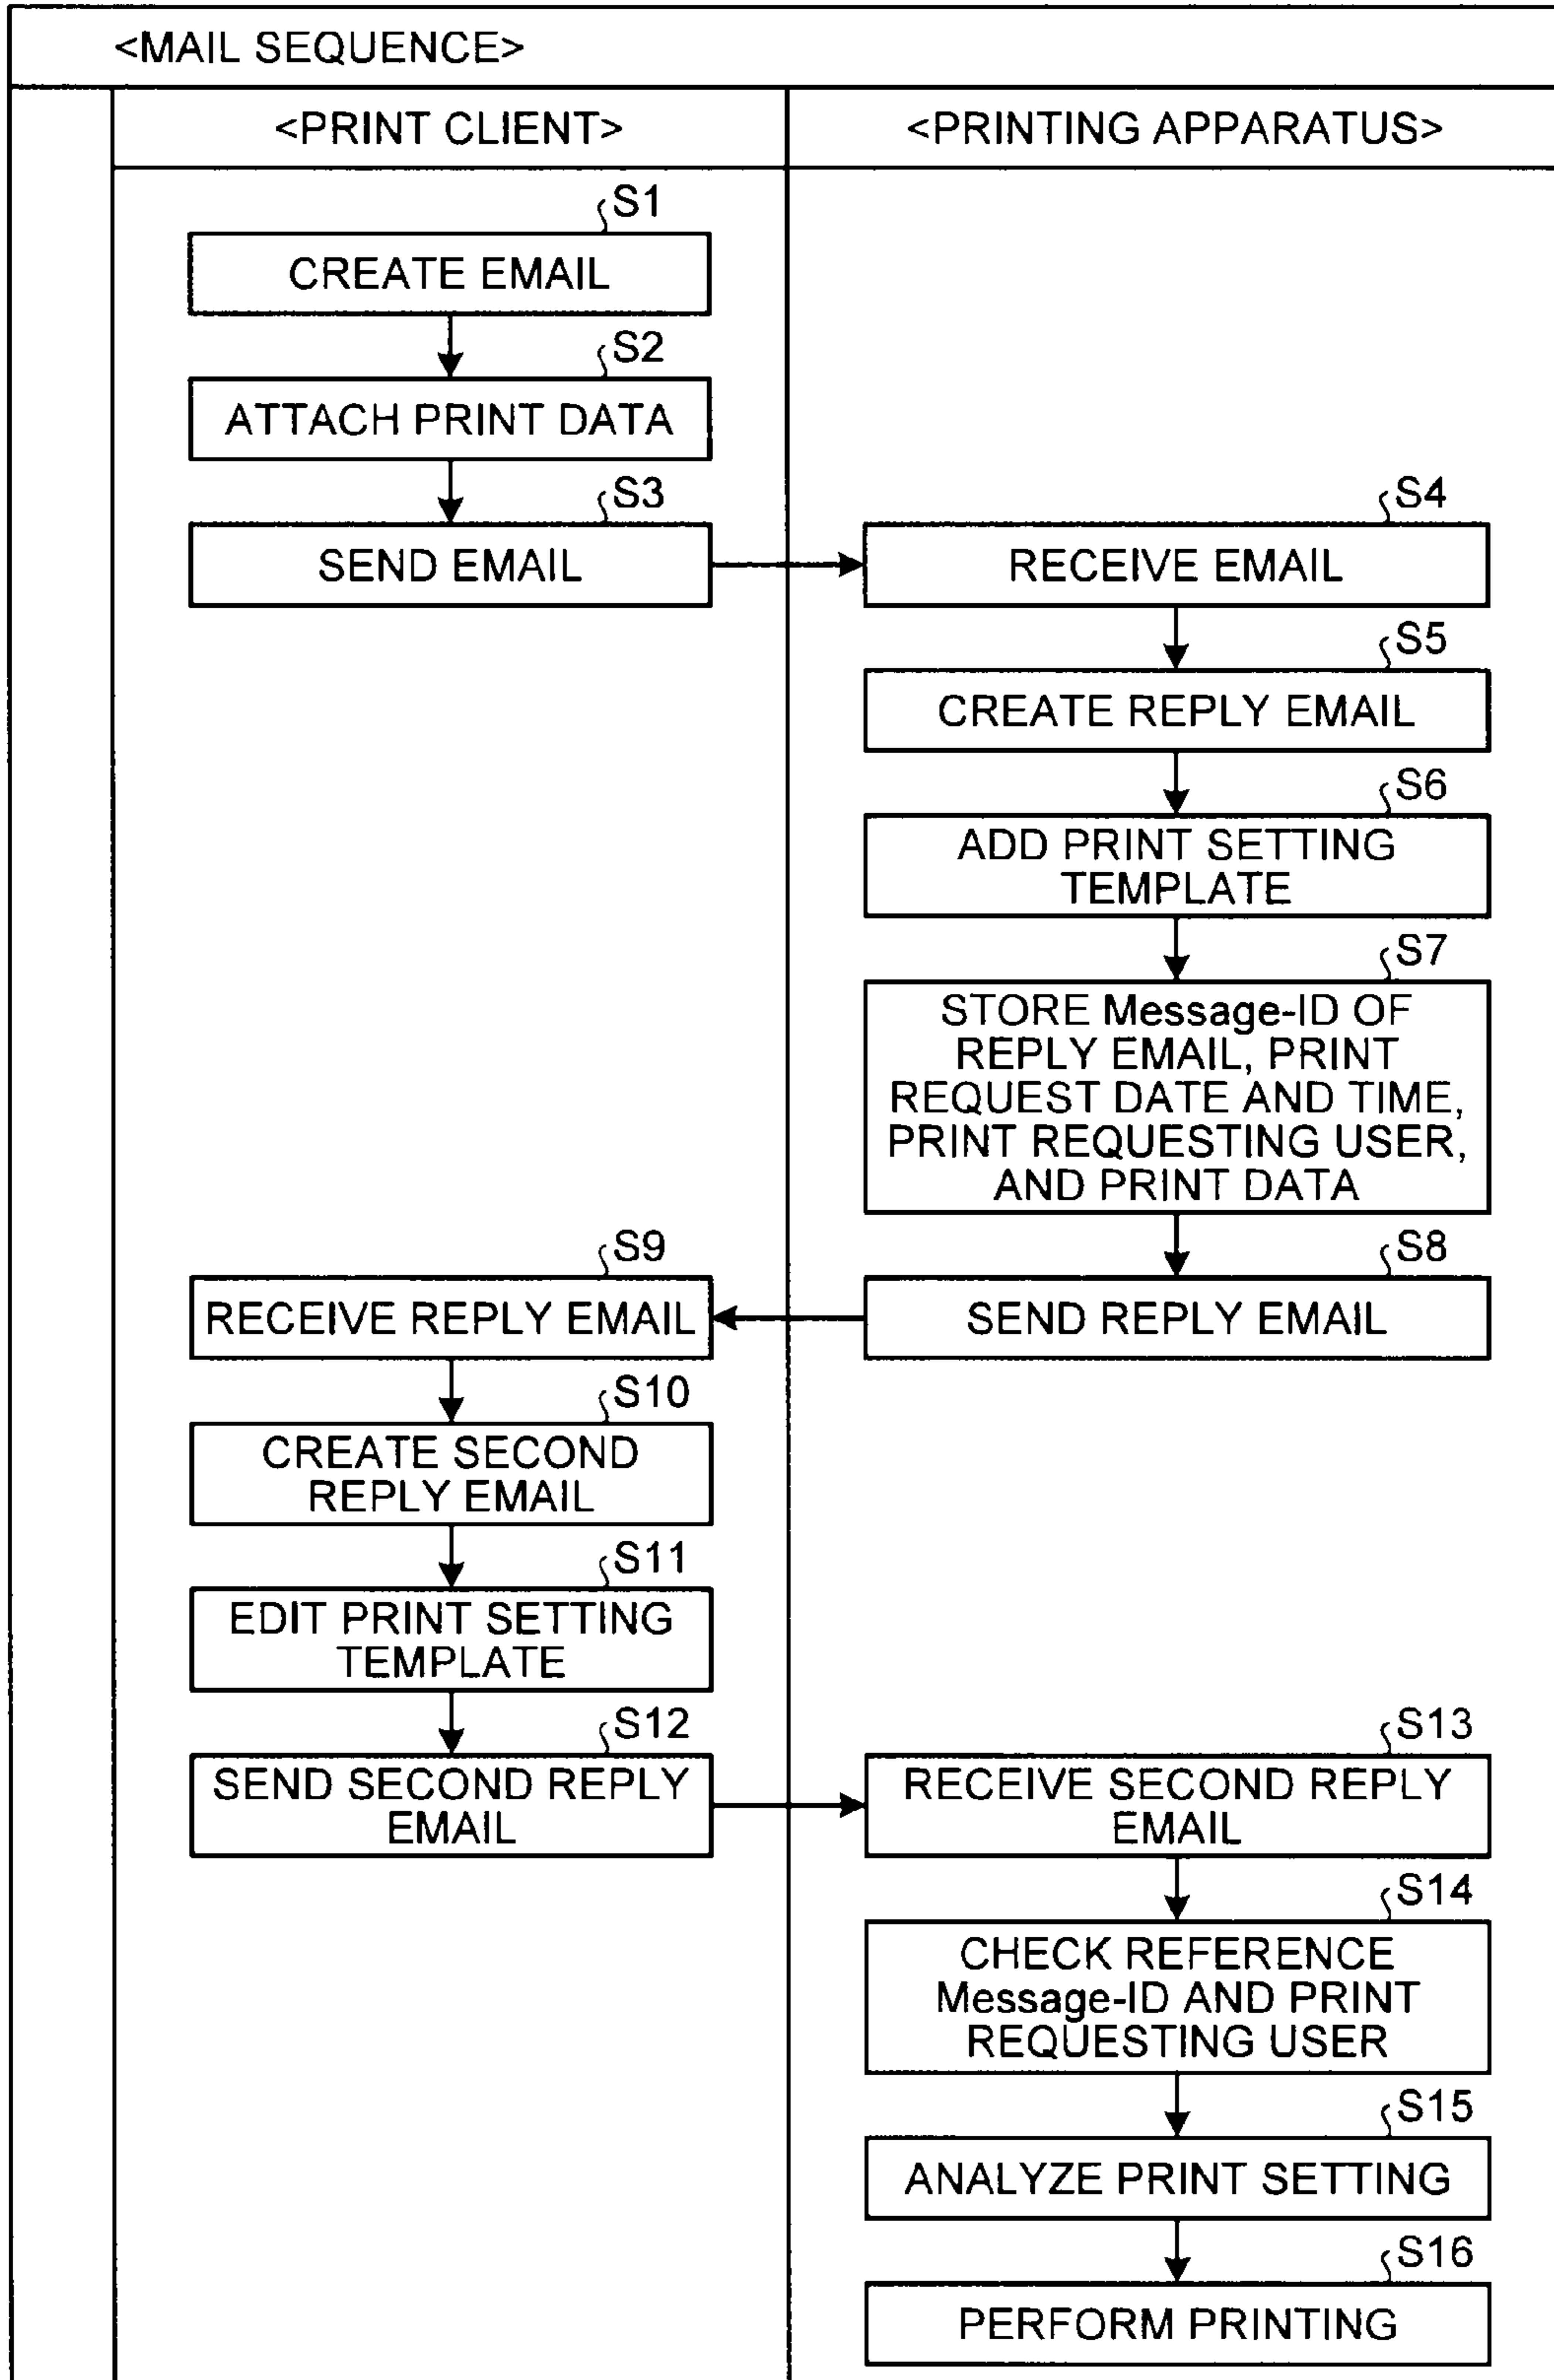 <MAIL SEQUENCE>
<PRINT CLIENT>
<PRINTING APPARATUS>
S1
CREATE EMAIL
S2
ATTACH PRINT DATA
S3
SEND EMAIL
S4
RECEIVE EMAIL
S5
CREATE REPLY EMAIL
S6
ADD PRINT SETTING
TEMPLATE
S7
STORE Message-ID OF
REPLY EMAIL, PRINT
REQUEST DATE AND TIME,
PRINT REQUESTING USER,
AND PRINT DATA
S8
SEND REPLY EMAIL
S9
RECEIVE REPLY EMAIL
S10
CREATE SECOND
REPLY EMAIL
S11
EDIT PRINT SETTING
TEMPLATE
S12
SEND SECOND REPLY
EMAIL
S13
RECEIVE SECOND REPLY
EMAIL
S14
CHECK REFERENCE
Message-ID AND PRINT
REQUESTING USER
S15
ANALYZE PRINT SETTING
S16
PERFORM PRINTING